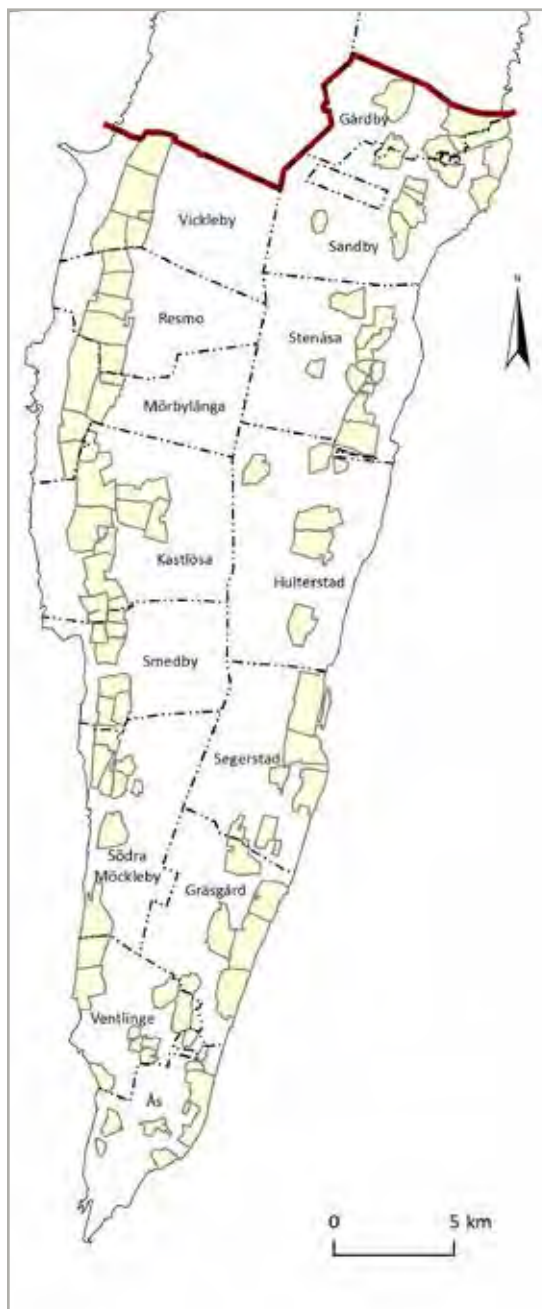 Gårdby
N
Vickleby
Sandby
Resmo
Stenåsa
Mörbylånga
Kastlösa
Hulterstad
Smedby
Segerstad
Södra
Möckleby
Gräsgård
Ventlinge
Ås
0 5 km